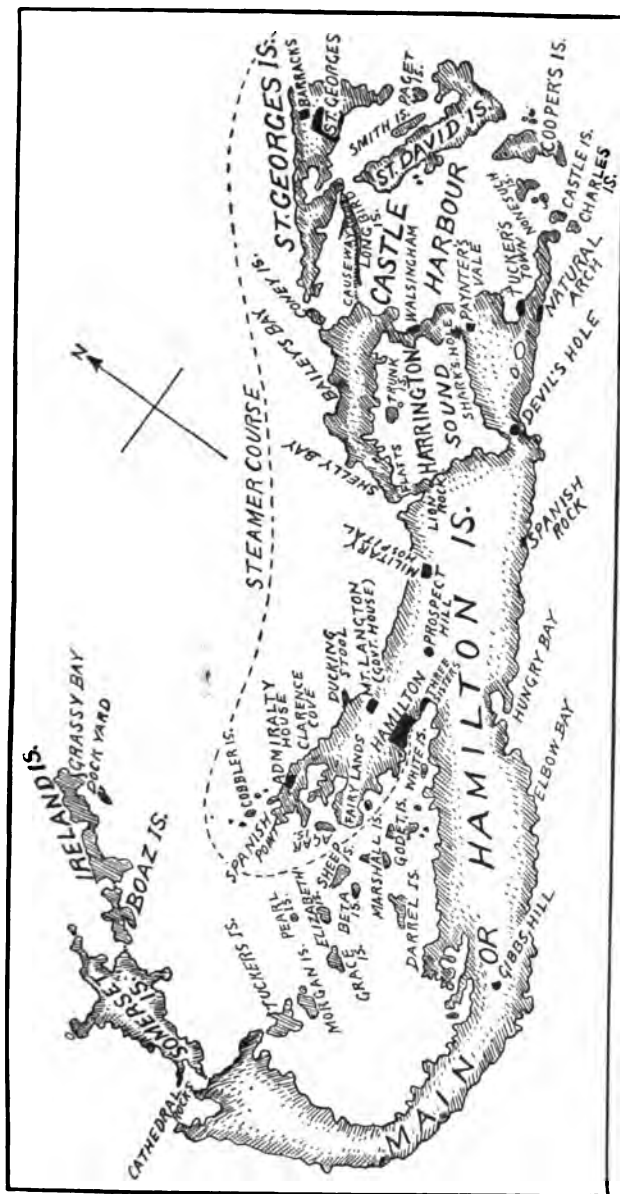 N
STEAMER COURSE
ST. GEORGES IS.
BARRACKS
ST. GEORGES
SMITH IS.
PAGET
IS.
ST. DAVID IS.
COOPER'S IS.
NONESUCH
IS.
CASTLE IS.
CHARLES
IS.
CAUSEWAY
LONG BIRD
IS.
CASTLE
HARBOUR
WALSINGHAM
TUCKER'S
TOWN
PAYNTER'S
VALE
NATURAL
ARCH
CONEY IS.
BAILEY'S BAY
TRUNK
IS.
HARRINGTON
SOUND
SHARK'S HOLE
DEVIL'S HOLE
SHELLY BAY
FLATTS
LION
ROCK
SPANISH
ROCK
MILITARY
HOSPITAL
PROSPECT
HILL
DUCKING
STOOL
MT. LANGTON
(GOVT. HOUSE)
HAMILTON
THREE
SISTERS
HUNGRY BAY
ELBOW BAY
ADMIRALTY
HOUSE
CLARENCE
COVE
COBBLER IS.
SPANISH
POINT
FAIRY LANDS
WHITE IS.
GODET IS.
MARSHALL IS.
DARREL IS.
SHEEP
IS.
BETA
IS.
ELIZABETH
IS.
GRACE
IS.
PEARL
IS.
MORGAN IS.
TUCKERS IS.
IRELAND IS.
GRASSY BAY
DOCK YARD
BOAZ IS.
SOMERSET
IS.
CATHEDRAL
ROCKS
GIBBS HILL
MAIN OR HAMILTON IS.